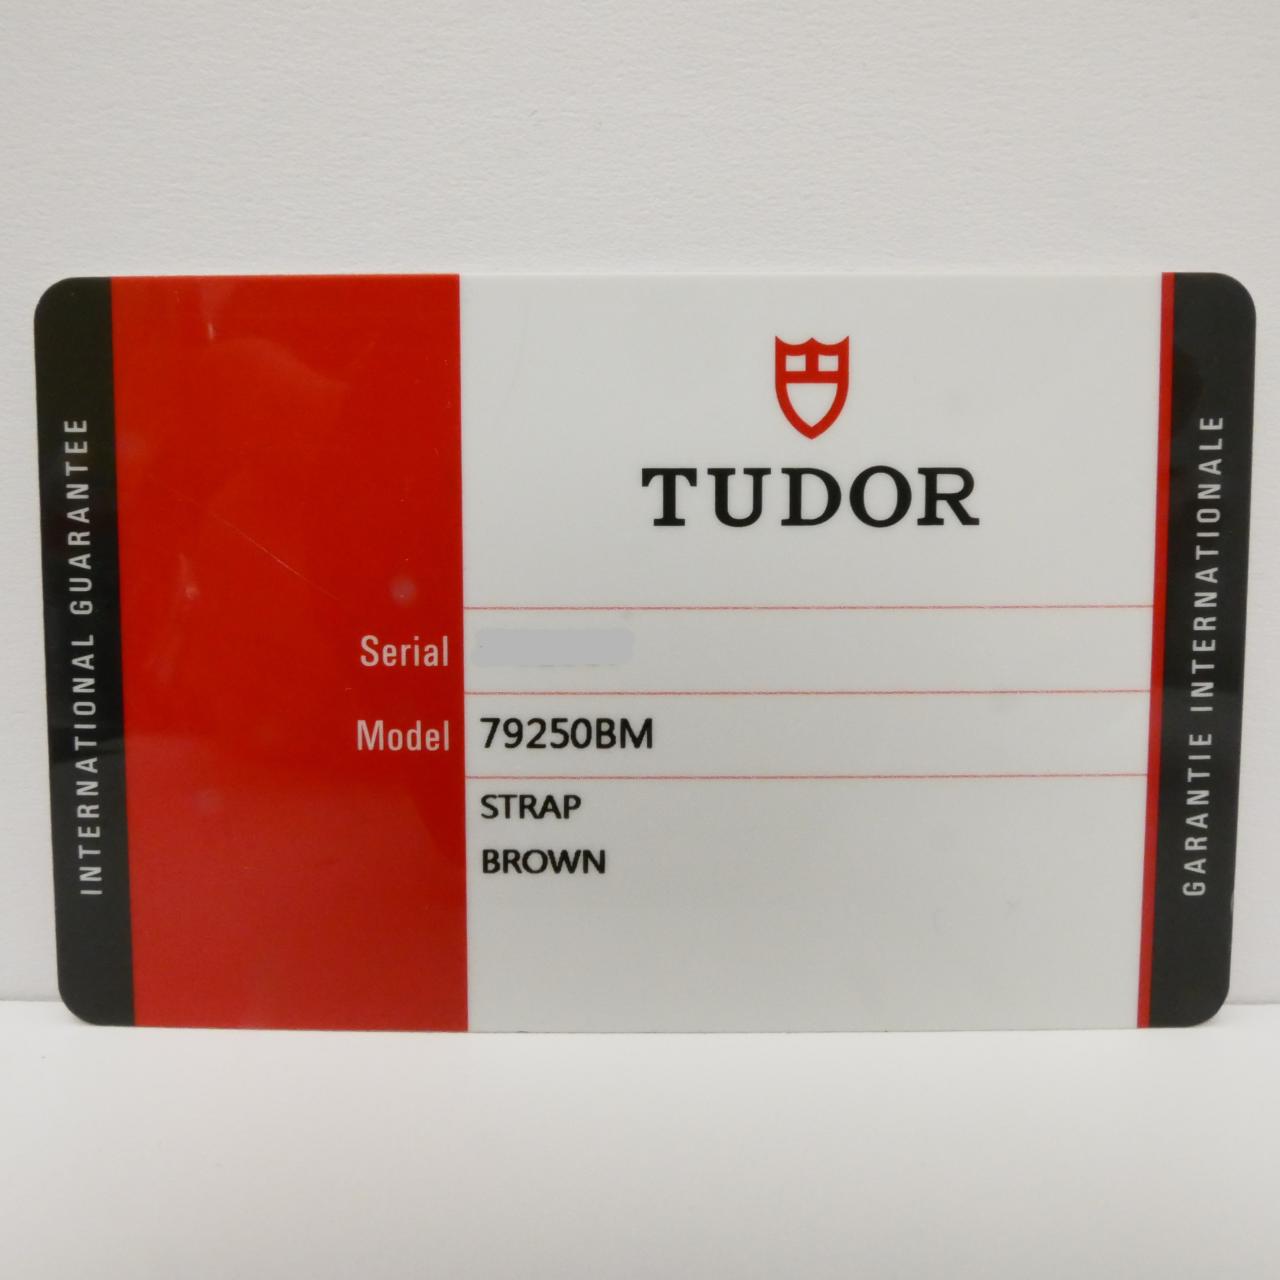 INTERNATIONAL GUARANTEE
TUDOR
Serial
Model 79250BM
STRAP
BROWN
GARANTIE INTERNATIONALE